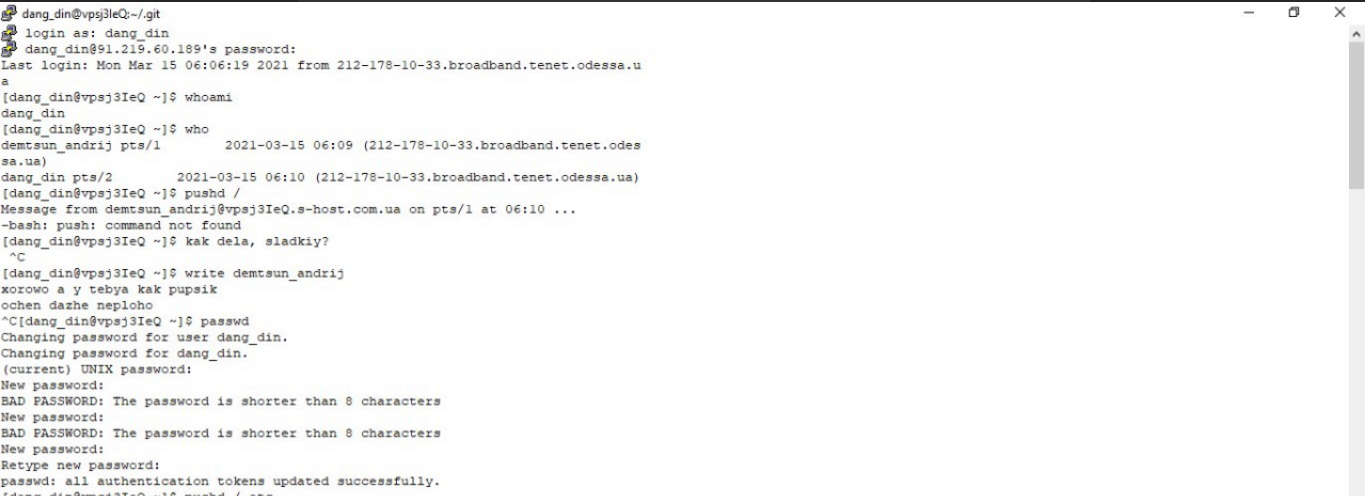 dang_din@vpsj3IeQ:~/.git
login as: dang_din
dang_din@91.219.60.189's password:
Last login: Mon Mar 15 06:06:19 2021 from 212-178-10-33.broadband.tenet.odessa.u
a
[dang_din@vpsj3IeQ ~]$ whoami
dang_din
[dang_din@vpsj3IeQ ~]$ who
demtsun_andrij pts/1        2021-03-15 06:09 (212-178-10-33.broadband.tenet.odes
sa.ua)
dang_din pts/2        2021-03-15 06:10 (212-178-10-33.broadband.tenet.odessa.ua)
[dang_din@vpsj3IeQ ~]$ pushd /
Message from demtsun_andrij@vpsj3IeQ.s-host.com.ua on pts/1 at 06:10 ...
-bash: push: command not found
[dang_din@vpsj3IeQ ~]$ kak dela, sladkiy?
^C
[dang_din@vpsj3IeQ ~]$ write demtsun_andrij
xorowo a y tebya kak pupsik
ochen dazhe neploho
^C[dang_din@vpsj3IeQ ~]$ passwd
Changing password for user dang_din.
Changing password for dang_din.
(current) UNIX password:
New password:
BAD PASSWORD: The password is shorter than 8 characters
New password:
BAD PASSWORD: The password is shorter than 8 characters
New password:
Retype new password:
passwd: all authentication tokens updated successfully.
[dang_din@vpsj3IeQ ~]$ pushd /